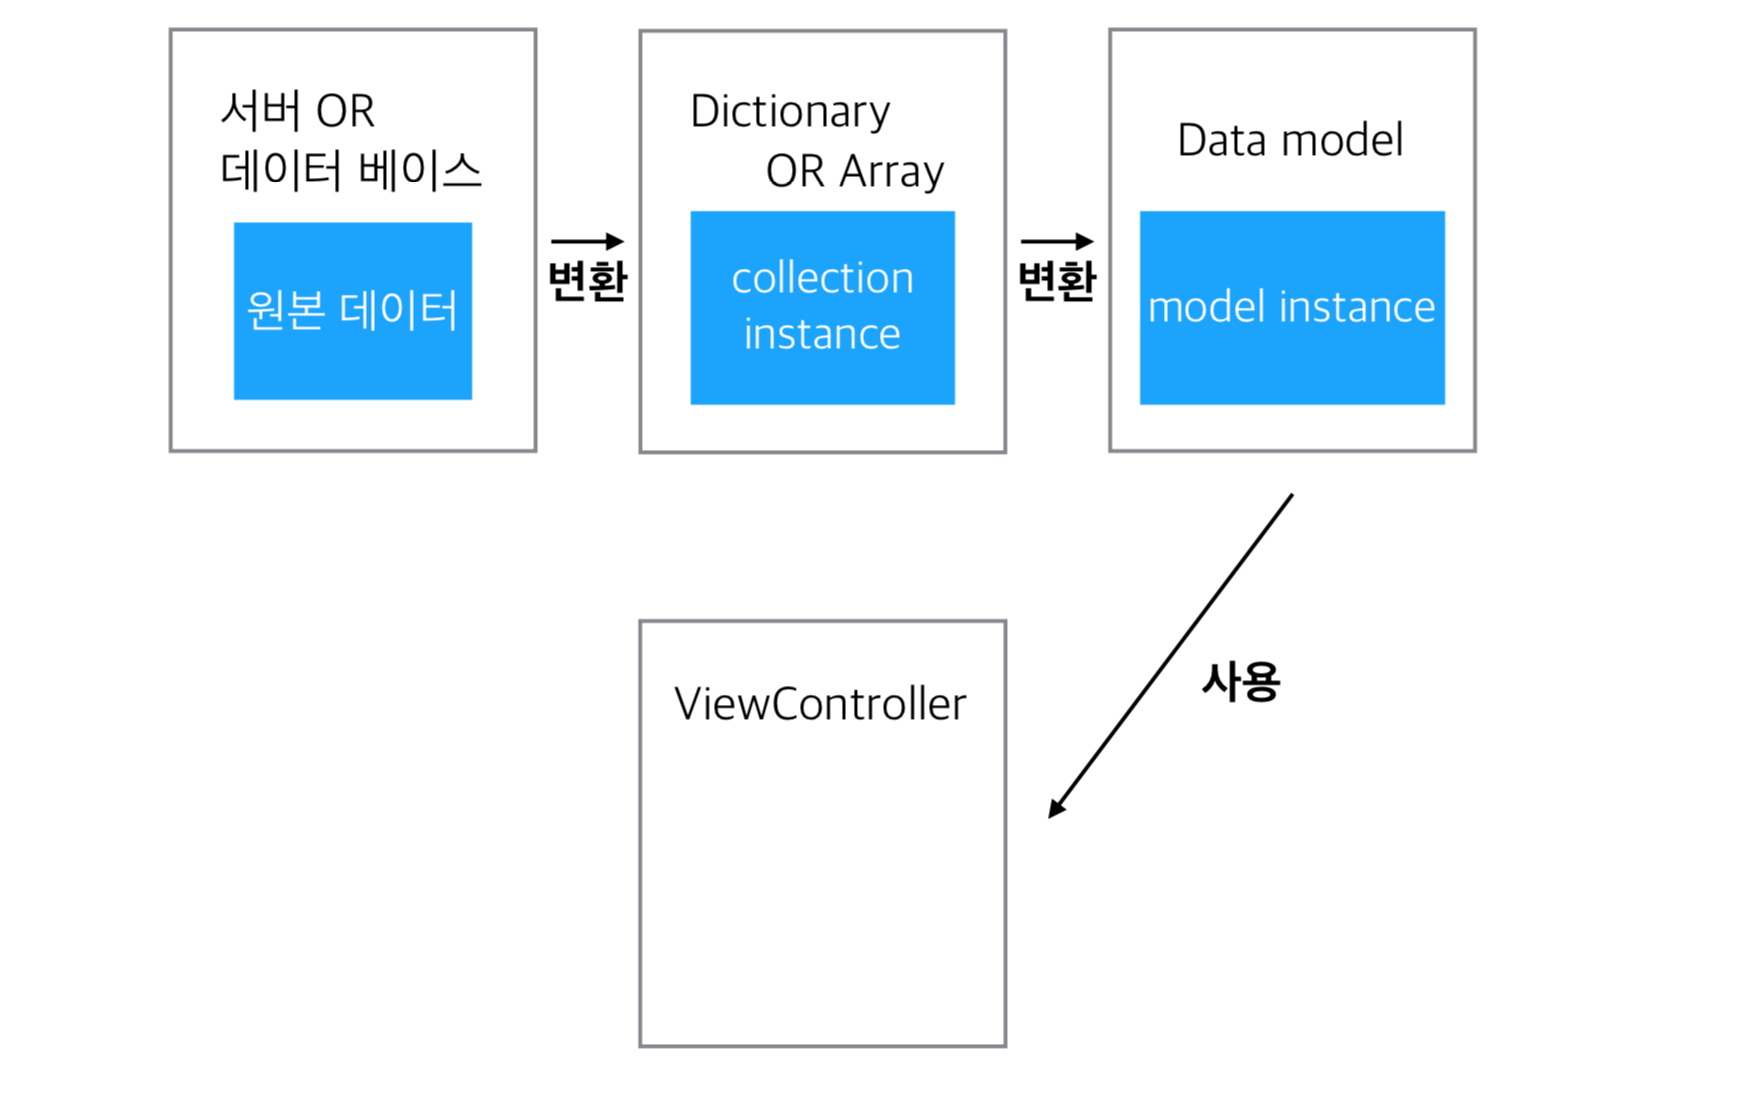 서버 OR
데이터 베이스
원본 데이터
변환
Dictionary
OR Array
collection
instance
변환
Data model
model instance
사용
ViewController